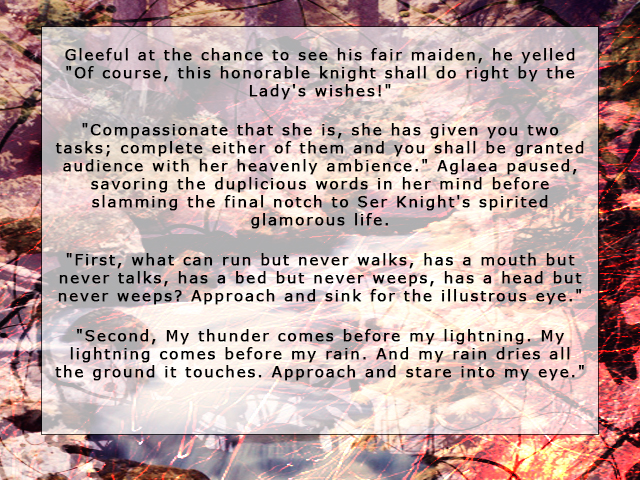 Gleeful at the chance to see his fair maiden, he yelled
"Of course, this honorable knight shall do right by the
Lady's wishes!"
"Compassionate that she is, she has given you two
tasks; complete either of them and you shall be granted
audience with her heavenly ambience." Aglaea paused,
savoring the duplicious words in her mind before
slamming the final notch to Ser Knight's spirited
glamorous life.
"First, what can run but never walks, has a mouth but
never talks, has a bed but never weeps, has a head but
never weeps? Approach and sink for the illustrous eye."
"Second, My thunder comes before my lightning. My
lightning comes before my rain. And my rain dries all
the ground it touches. Approach and stare into my eye."